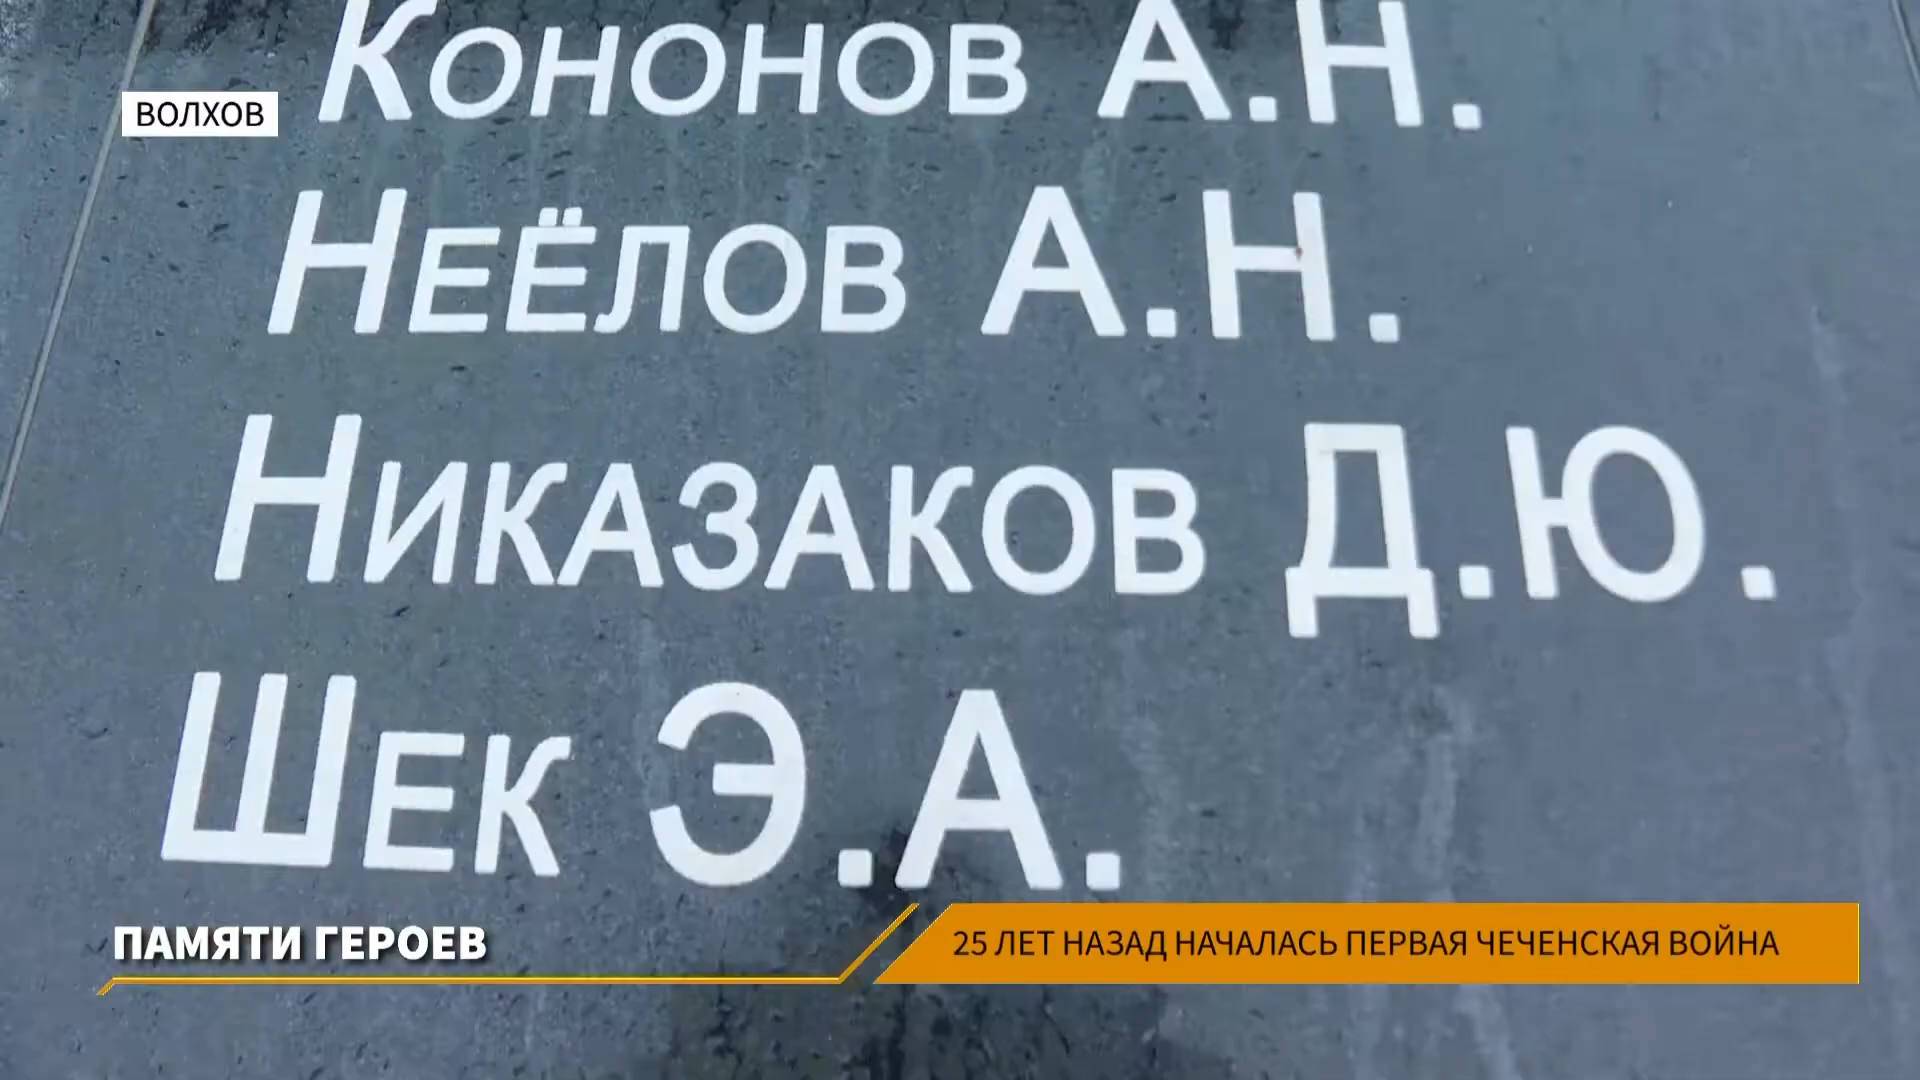 Кононов А.Н.
ВОЛХОВ
Неёлов А.Н.
Никазаков Д.Ю.
Шек Э.А.
ПАМЯТИ ГЕРОЕВ
25 ЛЕТ НАЗАД НАЧАЛАСЬ ПЕРВАЯ ЧЕЧЕНСКАЯ ВОЙНА